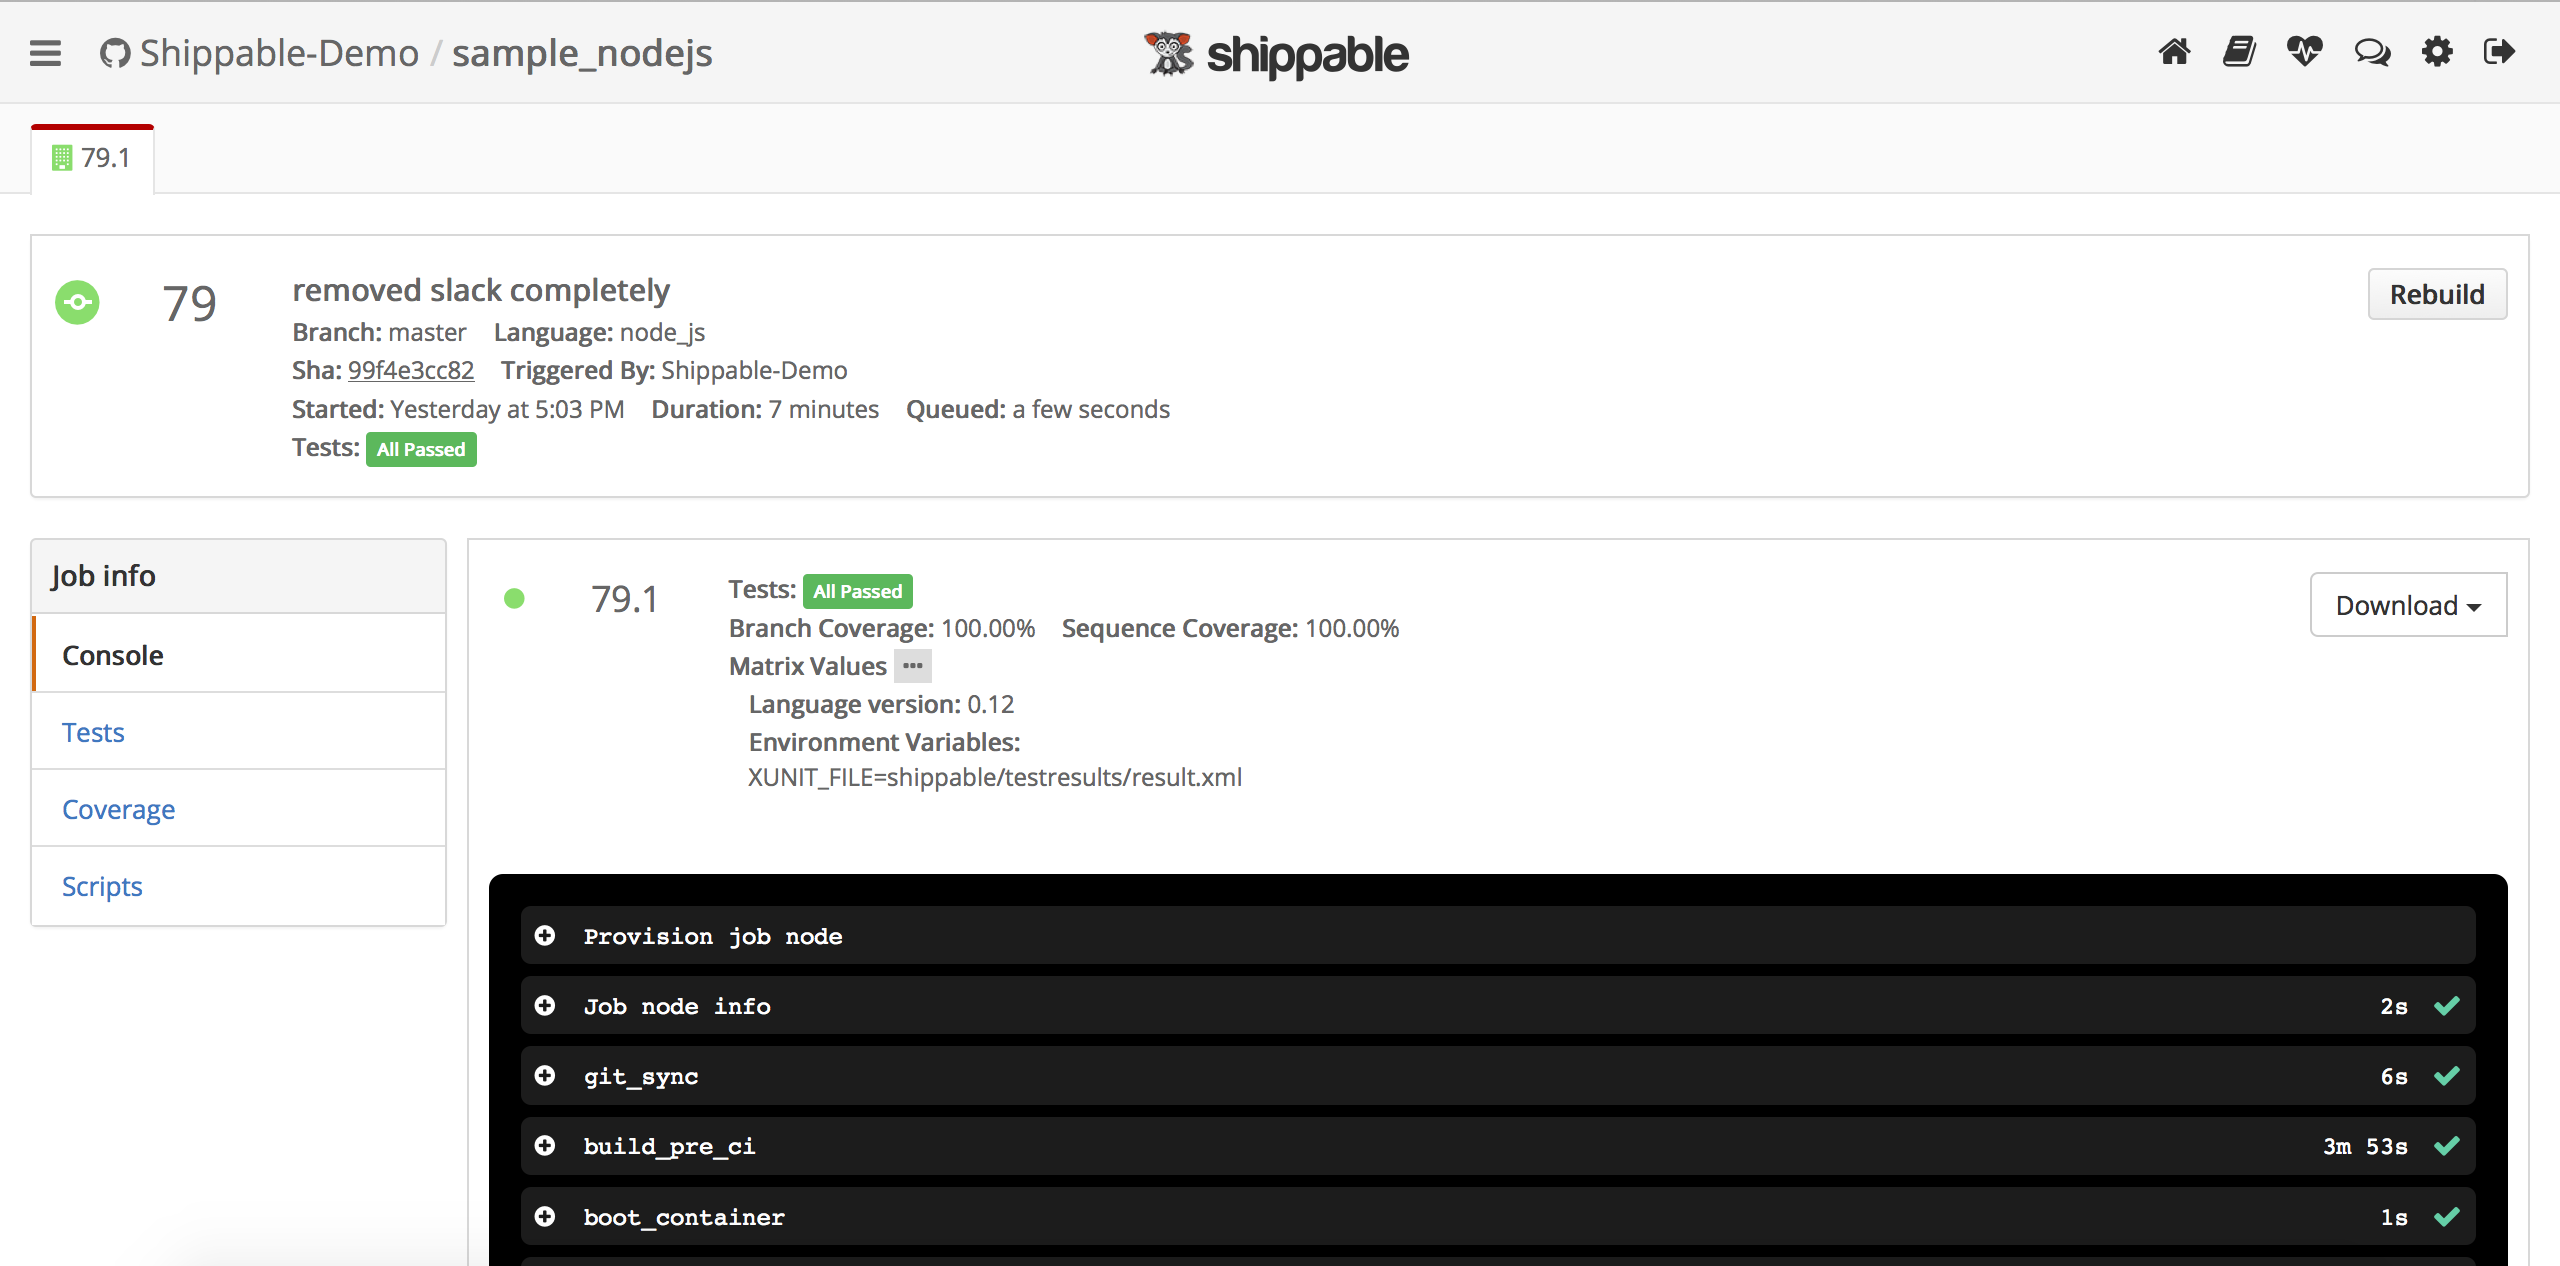 Shippable-Demo / sample_nodejs
shippable
79.1
79
removed slack completely
Rebuild
Branch: master Language: node_js
Sha: 99f4e3cc82 Triggered By: Shippable-Demo
Started: Yesterday at 5:03 PM Duration: 7 minutes Queued: a few seconds
Tests: All Passed
Job info
Console
Tests
Coverage
Scripts
79.1
Tests: All Passed
Download
Branch Coverage: 100.00% Sequence Coverage: 100.00%
Matrix Values ...
Language version: 0.12
Environment Variables:
XUNIT_FILE=shippable/testresults/result.xml
Provision job node
Job node info 2s
git_sync 6s
build_pre_ci 3m 53s
boot_container 1s